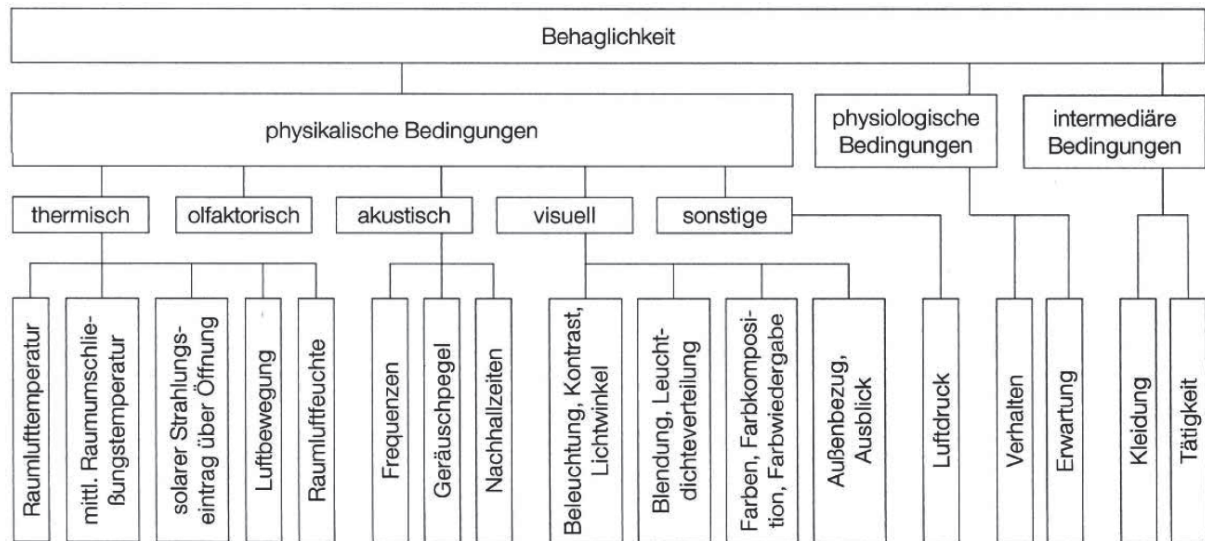 Behaglichkeit
physikalische Bedingungen
physiologische
Bedingungen
intermediäre
Bedingungen
thermisch
olfaktorisch
akustisch
visuell
sonstige
Raumlufttemperatur
mittl. Raumumschlie-
ßungstemperatur
solarer Strahlungs-
eintrag über Öffnung
Luftbewegung
Raumluftfeuchte
Frequenzen
Geräuschpegel
Nachhallzeiten
Beleuchtung, Kontrast,
Lichtwinkel
Blendung, Leucht-
dichteverteilung
Farben, Farbkomposi-
tion, Farbwiedergabe
Außenbezug,
Ausblick
Luftdruck
Verhalten
Erwartung
Kleidung
Tätigkeit